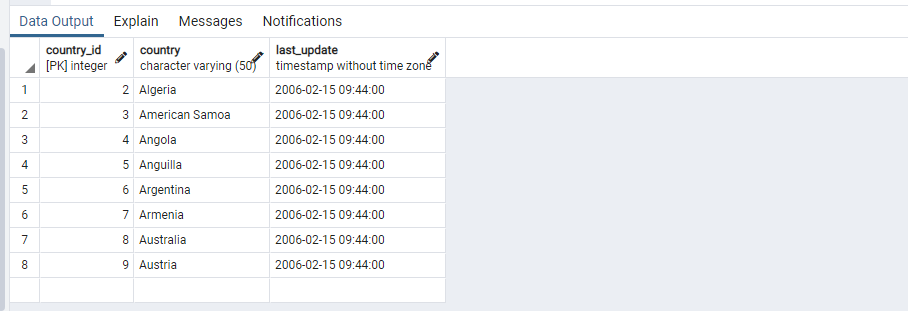 Data Output Explain Messages Notifications
country_id country last_update
[PK] integer character varying (50) timestamp without time zone
1 2 Algeria 2006-02-15 09:44:00
2 3 American Samoa 2006-02-15 09:44:00
3 4 Angola 2006-02-15 09:44:00
4 5 Anguilla 2006-02-15 09:44:00
5 6 Argentina 2006-02-15 09:44:00
6 7 Armenia 2006-02-15 09:44:00
7 8 Australia 2006-02-15 09:44:00
8 9 Austria 2006-02-15 09:44:00